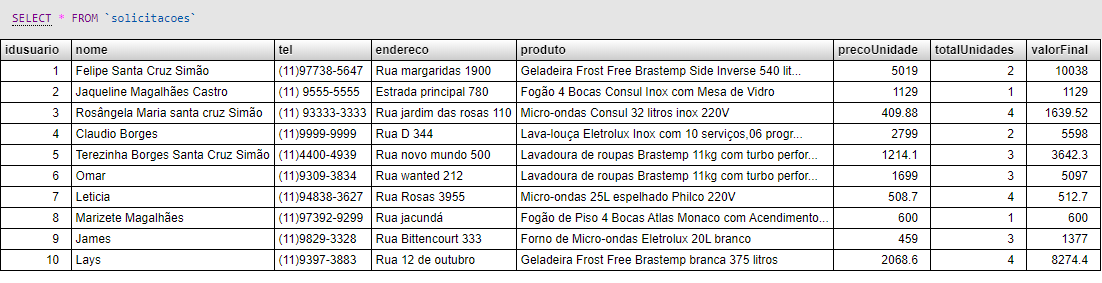 SELECT * FROM `solicitacoes`
idusuario nome tel endereco produto precoUnidade totalUnidades valorFinal
1 Felipe Santa Cruz Simão (11)97738-5647 Rua margaridas 1900 Geladeira Frost Free Brastemp Side Inverse 540 lit... 5019 2 10038
2 Jaqueline Magalhães Castro (11) 9555-5555 Estrada principal 780 Fogão 4 Bocas Consul Inox com Mesa de Vidro 1129 1 1129
3 Rosângela Maria santa cruz Simão (11) 93333-3333 Rua jardim das rosas 110 Micro-ondas Consul 32 litros inox 220V 409.88 4 1639.52
4 Claudio Borges (11)9999-9999 Rua D 344 Lava-louça Eletrolux Inox com 10 serviços,06 progr... 2799 2 5598
5 Terezinha Borges Santa Cruz Simão (11)4400-4939 Rua novo mundo 500 Lavadoura de roupas Brastemp 11kg com turbo perfor... 1214.1 3 3642.3
6 Omar (11)9309-3834 Rua wanted 212 Lavadoura de roupas Brastemp 11kg com turbo perfor... 1699 3 5097
7 Leticia (11)94838-3627 Rua Rosas 3955 Micro-ondas 25L espelhado Philco 220V 508.7 4 512.7
8 Marizete Magalhães (11)97392-9299 Rua jacundá Fogão de Piso 4 Bocas Atlas Monaco com Acendimento... 600 1 600
9 James (11)9829-3328 Rua Bittencourt 333 Forno de Micro-ondas Eletrolux 20L branco 459 3 1377
10 Lays (11)9397-3883 Rua 12 de outubro Geladeira Frost Free Brastemp branca 375 litros 2068.6 4 8274.4